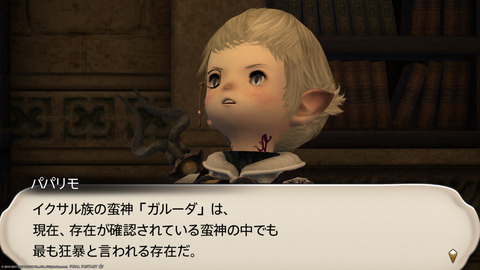 パパリモ
イクサル族の蛮神「ガルーダ」は、
現在、存在が確認されている蛮神の中でも
最も狂暴と言われる存在だ。